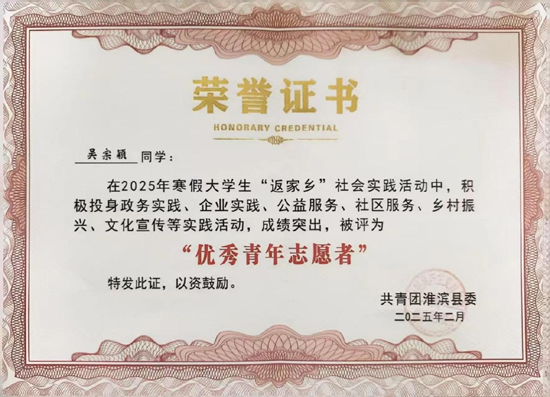 荣誉证书
HONORARY CREDENTIAL
吴宗颖 同学：
在2025年寒假大学生“返家乡”社会实践活动中，积
极投身政务实践、企业实践、公益服务、社区服务、乡村振
兴、文化宣传等实践活动，成绩突出，被评为
“优秀青年志愿者”
特发此证，以资鼓励。
共青团淮滨县委
二〇二五年二月